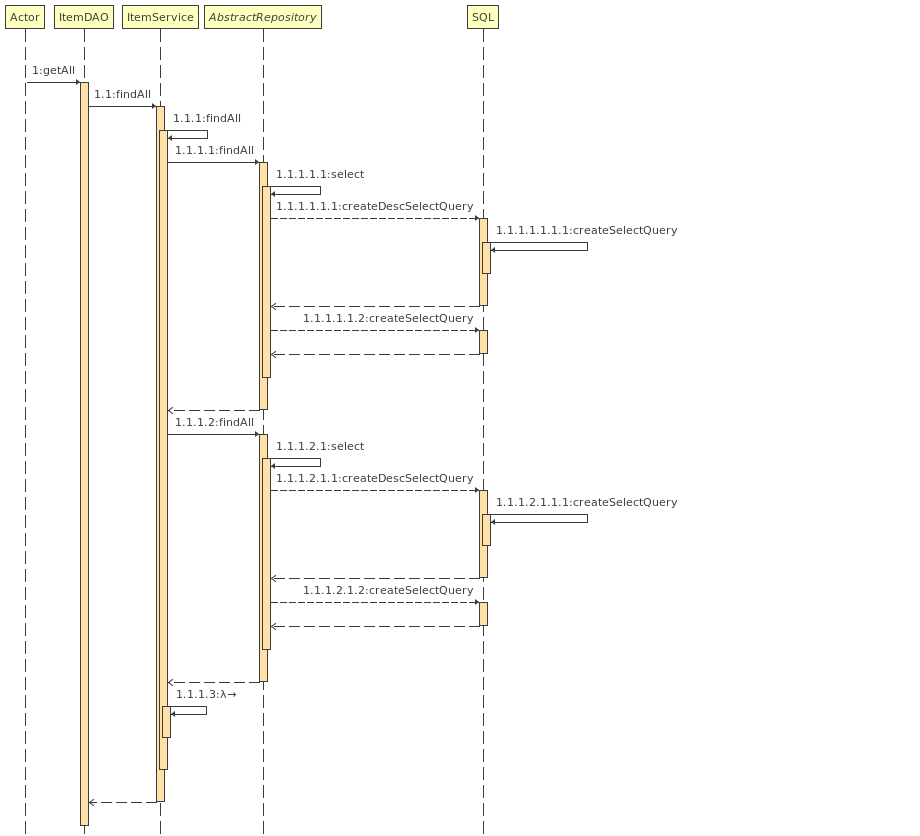 Actor
ItemDAO
ItemService
AbstractRepository
SQL
1:getAll
1.1:findAll
1.1.1:findAll
1.1.1.1:findAll
1.1.1.1.1:select
1.1.1.1.1.1:createDescSelectQuery
1.1.1.1.1.1.1:createSelectQuery
1.1.1.1.1.2:createSelectQuery
1.1.1.2:findAll
1.1.1.2.1:select
1.1.1.2.1.1:createDescSelectQuery
1.1.1.2.1.1.1:createSelectQuery
1.1.1.2.1.2:createSelectQuery
1.1.1.3:λ→